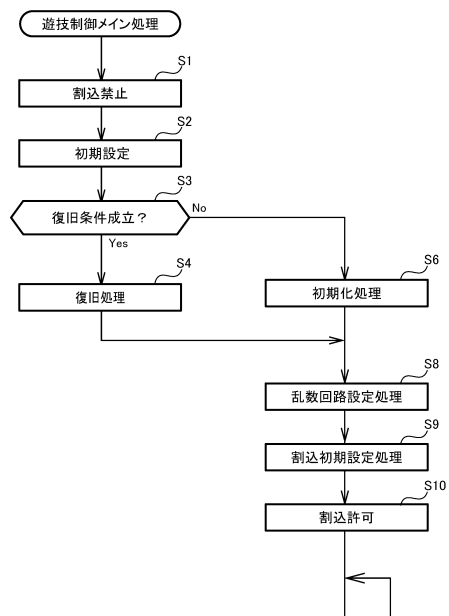 遊技制御メイン処理
S1
割込禁止
S2
初期設定
S3
復旧条件成立？
No
Yes
S4
復旧処理
S6
初期化処理
S8
乱数回路設定処理
S9
割込初期設定処理
S10
割込許可